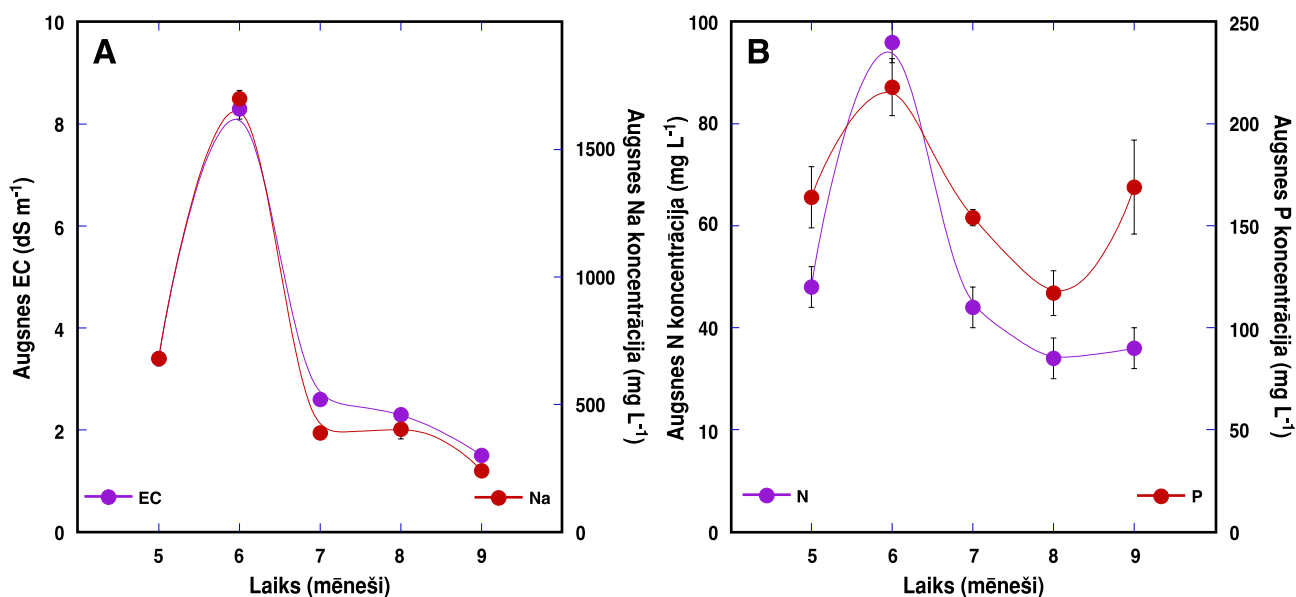 A
Augsnes EC (dS m-1)
10
8
6
4
2
0
5 6 7 8 9
Laiks (mēneši)
1500
1000
500
0
Augsnes Na koncentrācija (mg L-1),
EC
Na
B
Augsnes N koncentrācija (mg L-1)
100
80
60
40
10
0
5 6 7 8 9
Laiks (mēneši)
250
200
150
100
50
0
Augsnes P koncentrācija (mg L-1)
N
P